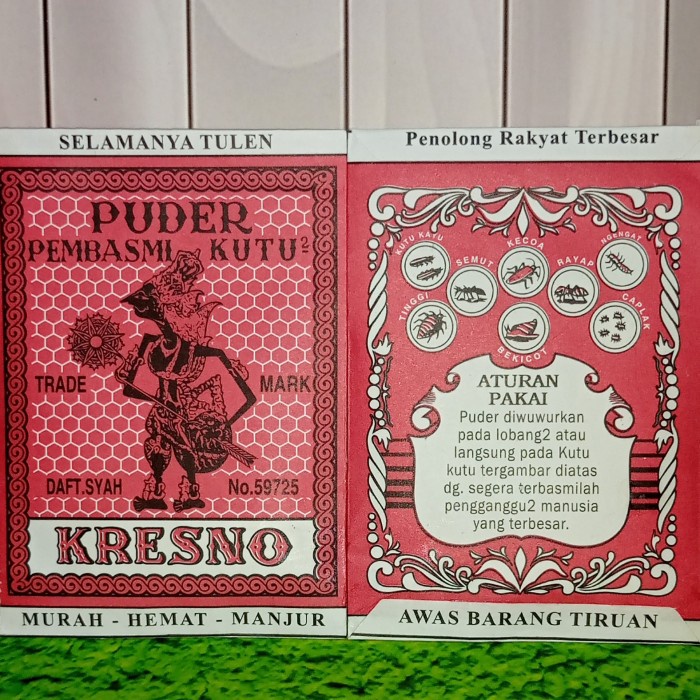 SELAMANYA TULEN
PUDER
PEMBASMI KUTU²
TRADE MARK
DAFT.SYAH No.59725
KRESNO
MURAH - HEMAT - MANJUR
Penolong Rakyat Terbesar
KUTU KAYU
SEMUT
KECOA
RAYAP
NGENGAT
TINGGI
BEKICOT
CAPLAK
ATURAN
PAKAI
Puder diwuwurkan
pada lobang2 atau
langsung pada Kutu
kutu tergambar diatas
dg. segera terbasmilah
pengganggu2 manusia
yang terbesar.
AWAS BARANG TIRUAN